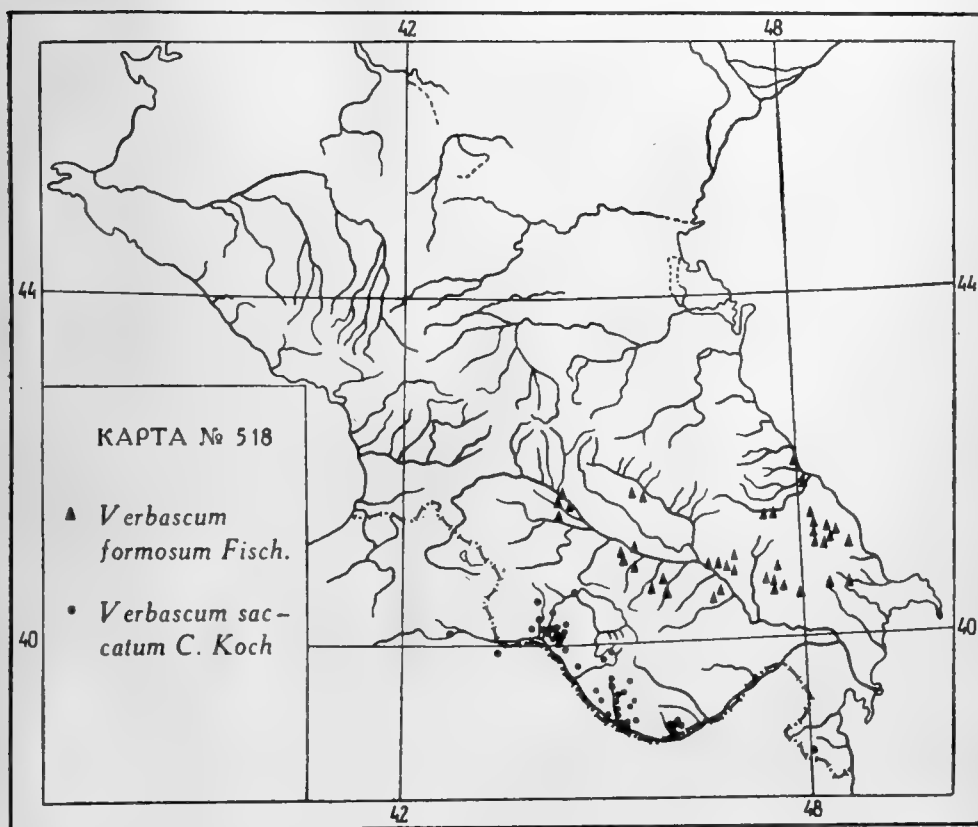 42 48
44 44
КАРТА № 518
▲ Verbascum
formosum Fisch.
• Verbascum sac-
catum C. Koch
40 40
42 48